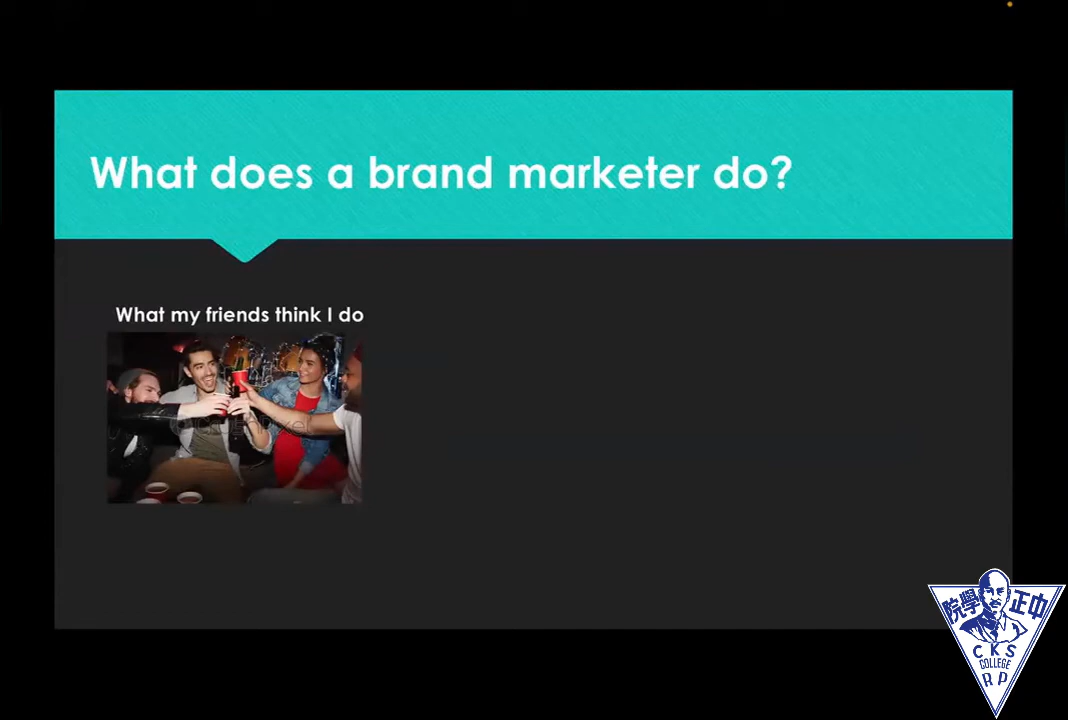 What does a brand marketer do?
What my friends think I do
院學 正中
CKS
COLLEGE
RP